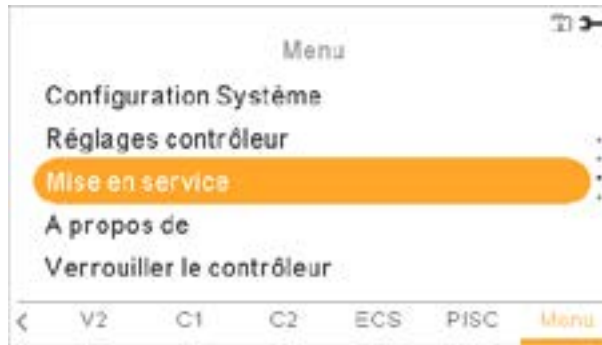 Menu
Configuration Système
Réglages contrôleur
Mise en service
A propos de
Verrouiller le contrôleur
< V2 C1 C2 ECS PISC Menu